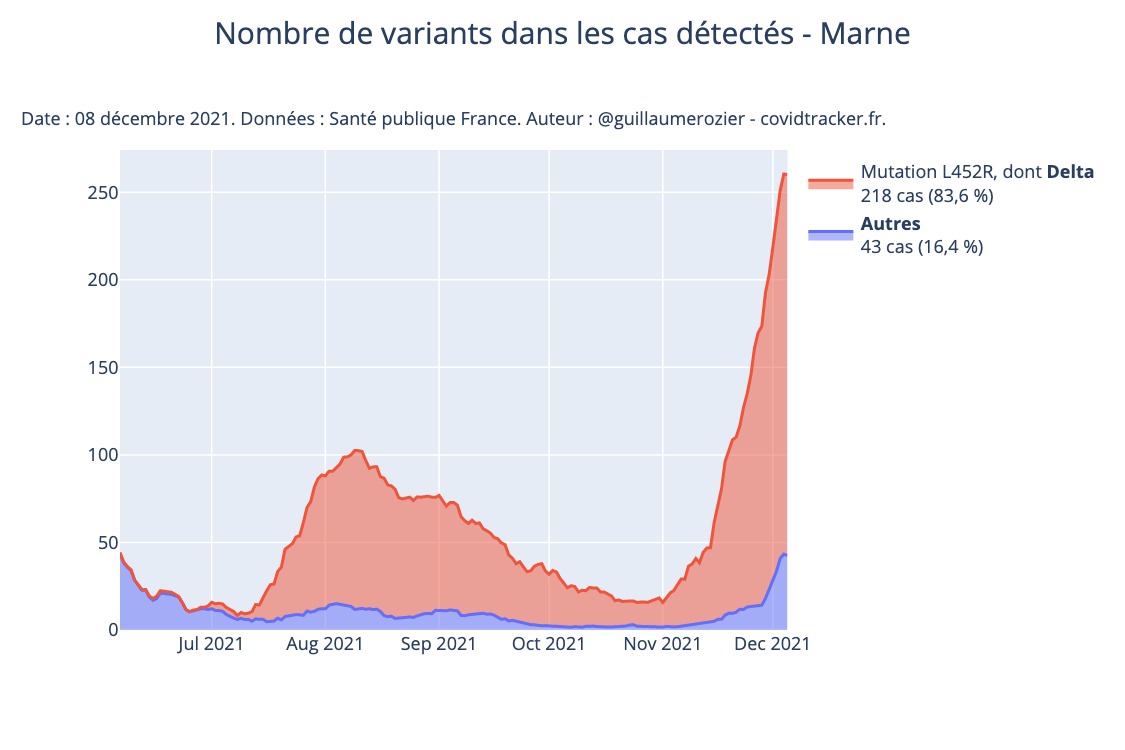 Nombre de variants dans les cas détectés - Marne
Date : 08 décembre 2021. Données : Santé publique France. Auteur : @guillaumerozier - covidtracker.fr.
Mutation L452R, dont Delta
218 cas (83,6 %)
Autres
43 cas (16,4 %)
250
200
150
100
50
0
Jul 2021
Aug 2021
Sep 2021
Oct 2021
Nov 2021
Dec 2021